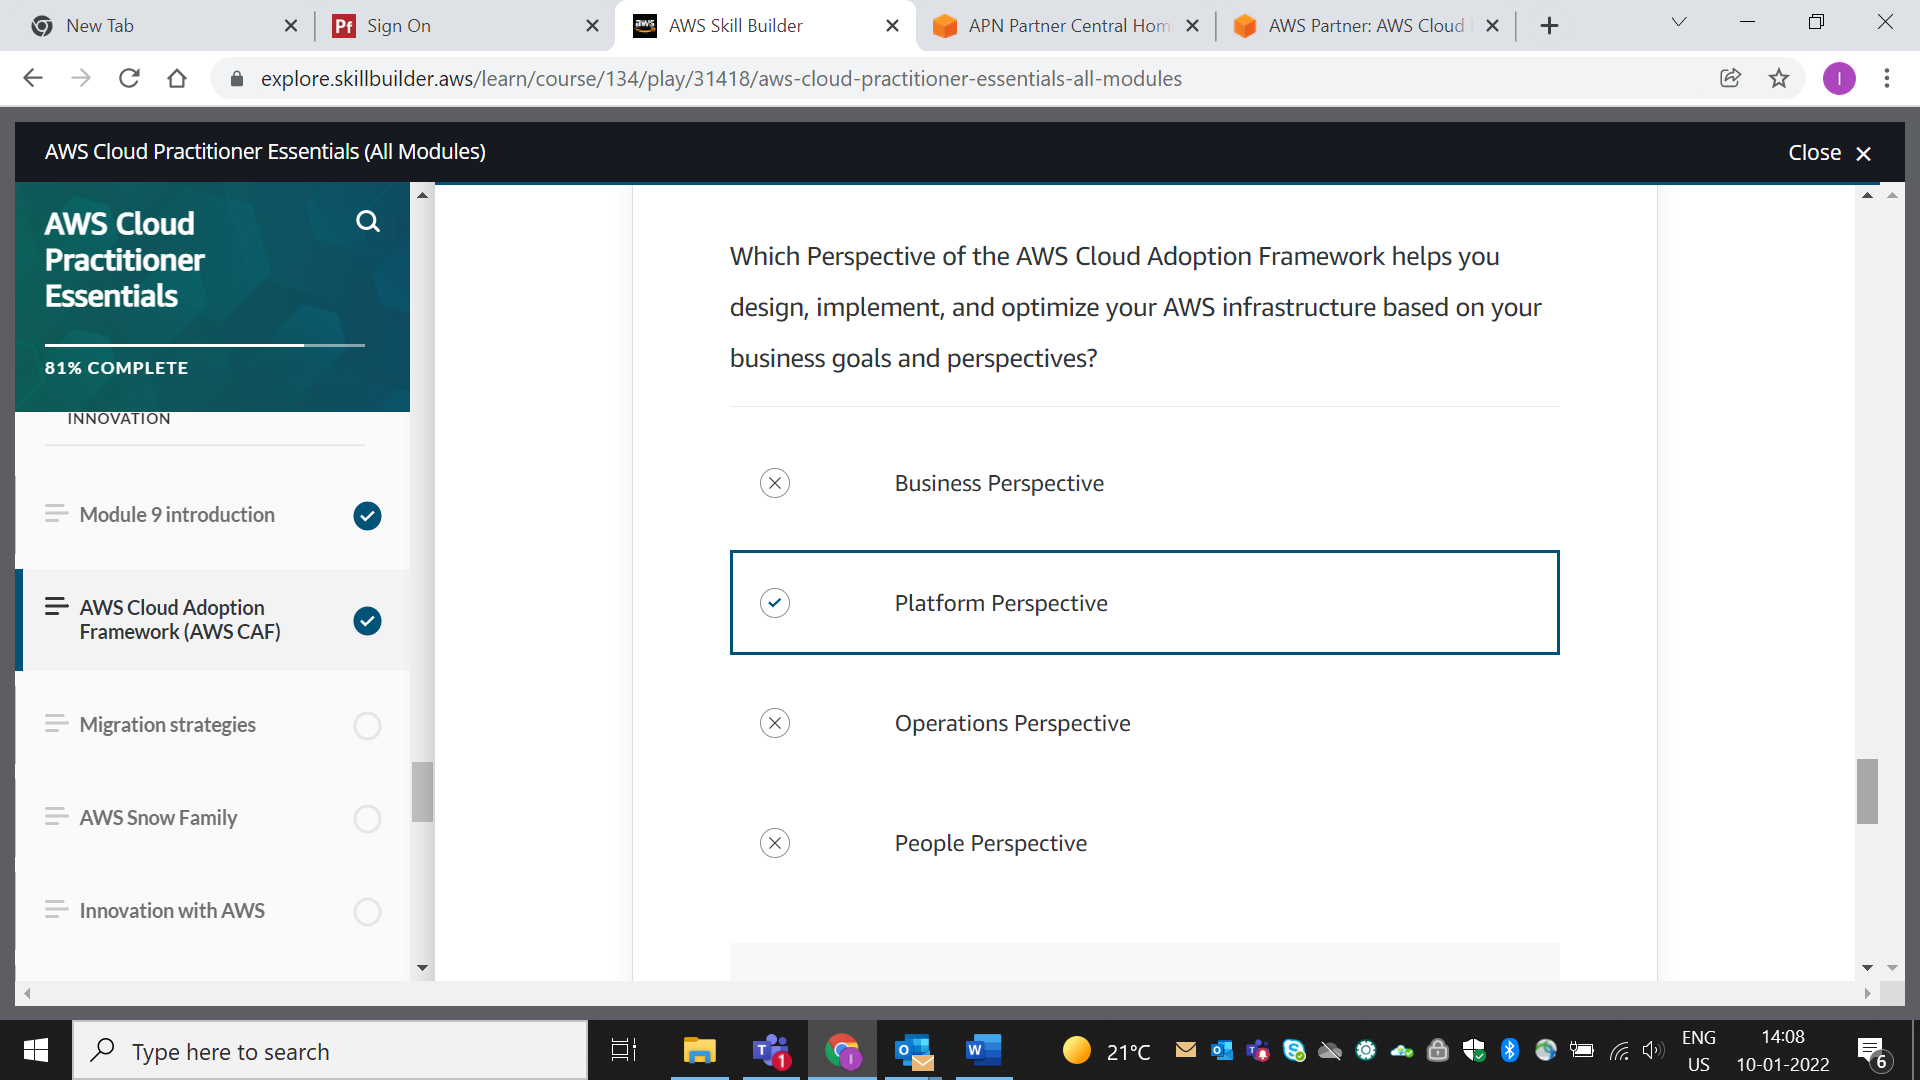 New Tab
Pf Sign On
aws AWS Skill Builder
APN Partner Central Hom
AWS Partner: AWS Cloud
explore.skillbuilder.aws/learn/course/134/play/31418/aws-cloud-practitioner-essentials-all-modules
I
AWS Cloud Practitioner Essentials (All Modules)
Close
AWS Cloud
Practitioner
Essentials
81% COMPLETE
INNOVATION
Module 9 introduction
AWS Cloud Adoption
Framework (AWS CAF)
Migration strategies
AWS Snow Family
Innovation with AWS
Which Perspective of the AWS Cloud Adoption Framework helps you
design, implement, and optimize your AWS infrastructure based on your
business goals and perspectives?
Business Perspective
Platform Perspective
Operations Perspective
People Perspective
Type here to search
1
I
21°C
ENG
US
14:08
10-01-2022
6